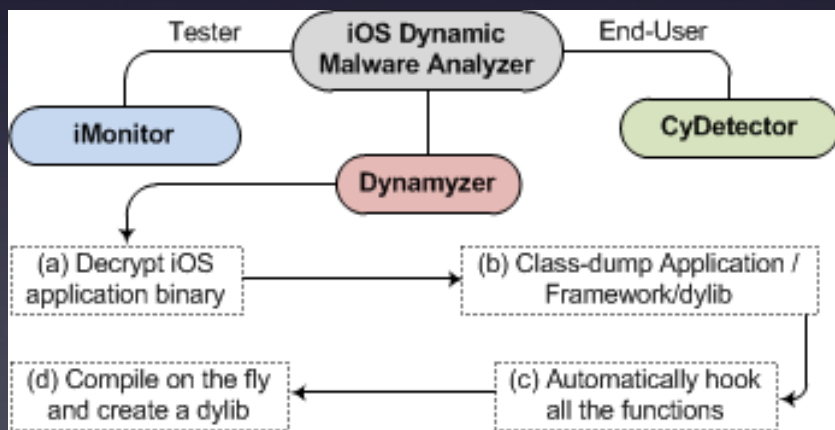 Tester
iOS Dynamic
Malware Analyzer
End-User
iMonitor
CyDetector
Dynamyzer
(a) Decrypt iOS
application binary
(b) Class-dump Application /
Framework/dylib
(c) Automatically hook
all the functions
(d) Compile on the fly
and create a dylib